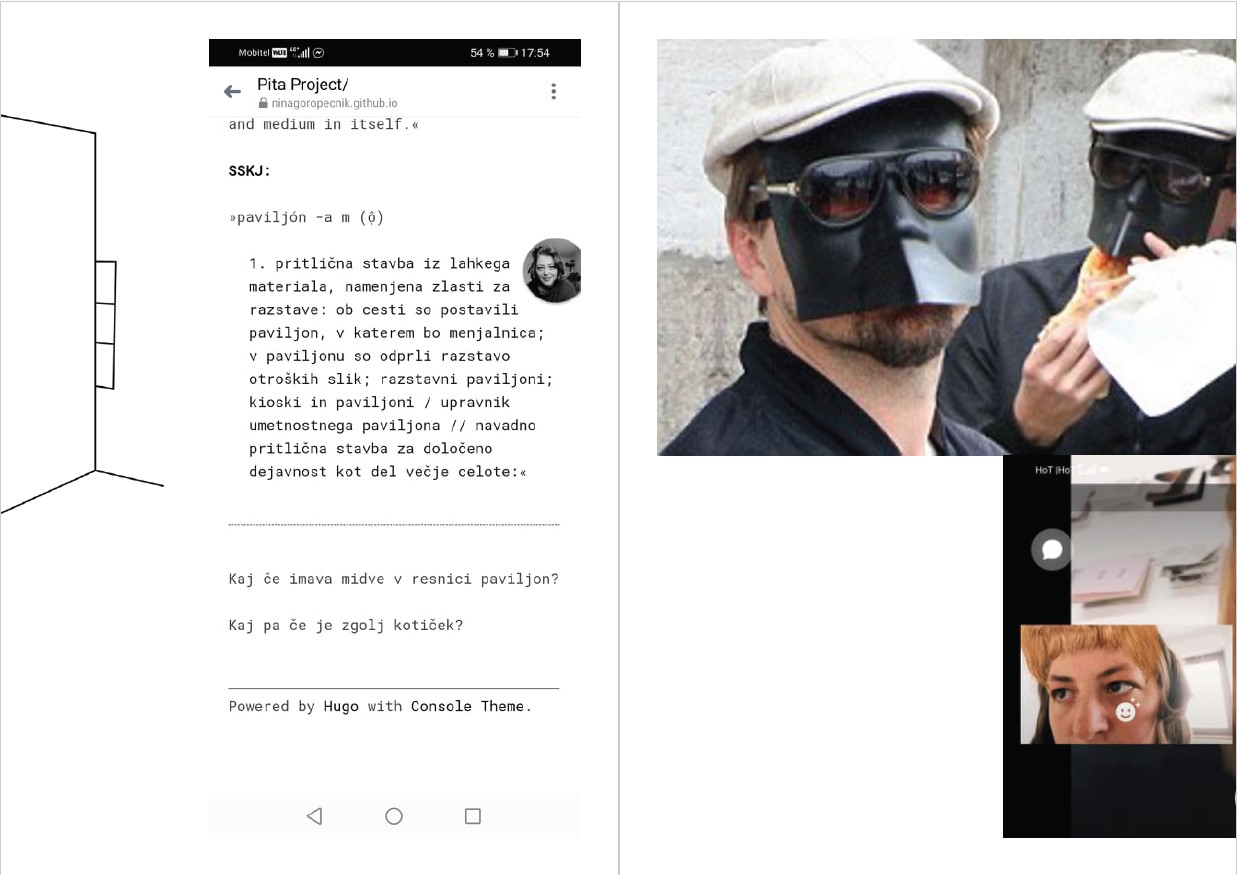 Mobitel VoLTE 4G+ 54 % 17.54
Pita Project/
ninagoropecnik.github.io
and medium in itself.«
SSKJ:
»paviljón -a m (ọ̑)
1. pritlična stavba iz lahkega
materiala, namenjena zlasti za
razstave: ob cesti so postavili
paviljon, v katerem bo menjalnica;
v paviljonu so odprli razstavo
otroških slik; razstavni paviljoni;
kioski in paviljoni / upravnik
umetnostnega paviljona // navadno
pritlična stavba za določeno
dejavnost kot del večje celote:«
Kaj če imava midve v resnici paviljon?
Kaj pa če je zgolj kotiček?
Powered by Hugo with Console Theme.
HoT |HoT